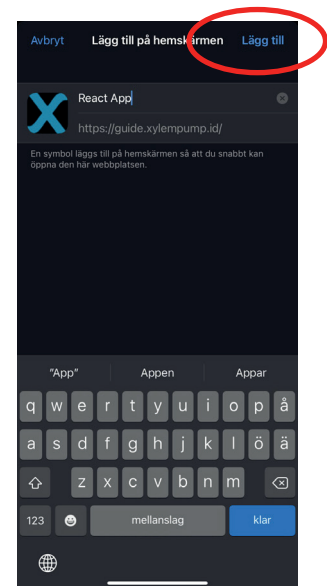 Avbryt Lägg till på hemskärmen Lägg till
React App
https://guide.xylempump.id/
En symbol läggs till på hemskärmen så att du snabbt kan
öppna den här webbplatsen.
"App" Appen Appar
q w e r t y u i o p å
a s d f g h j k l ö ä
z x c v b n m
123 mellanslag klar